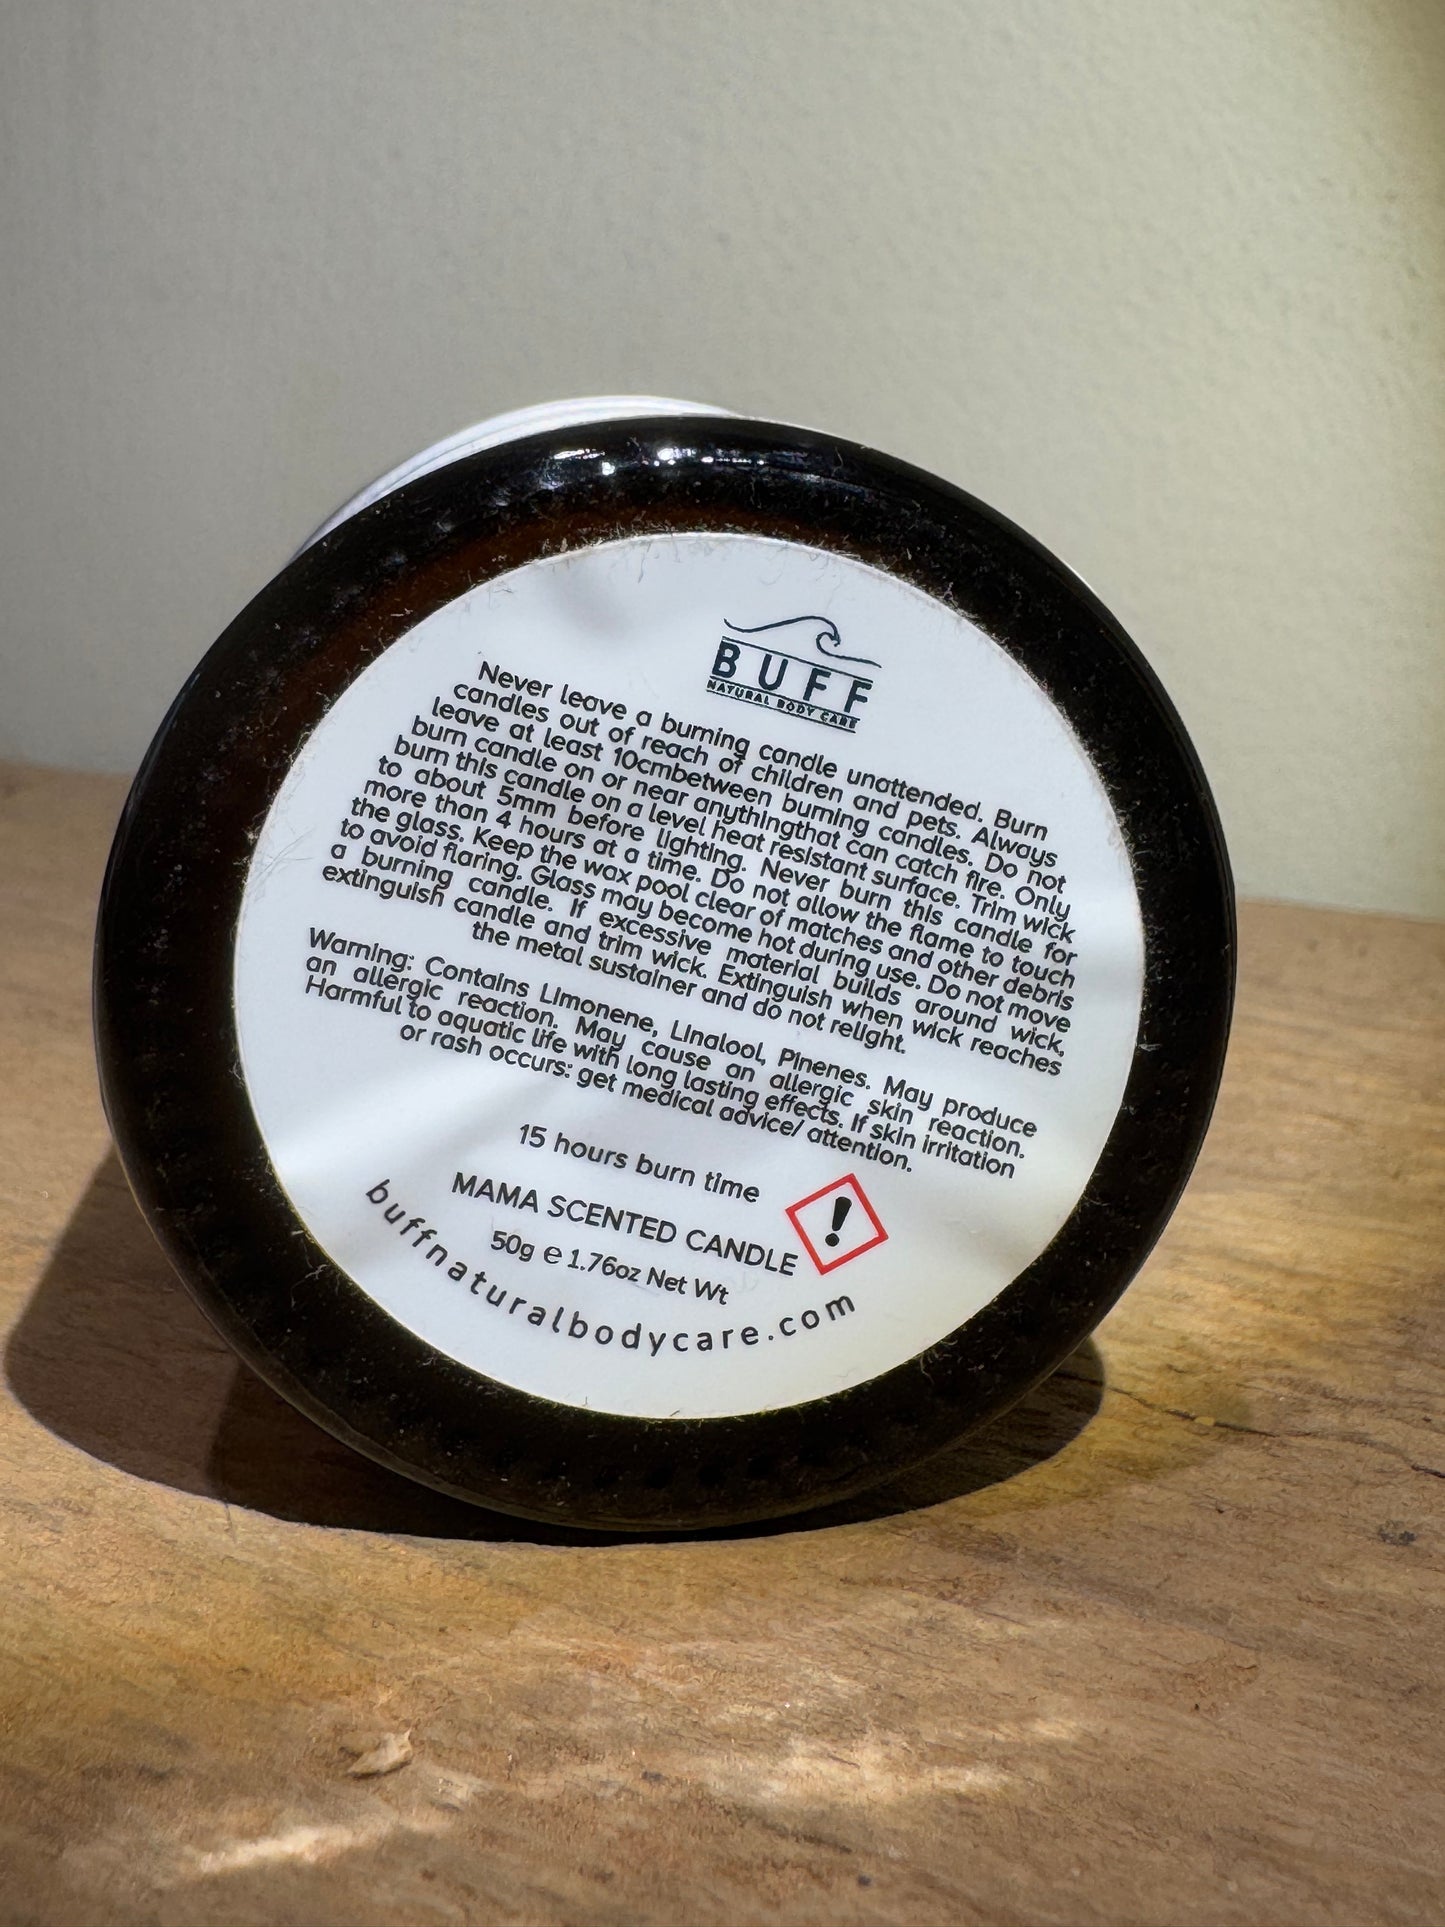 BUFF
NATURAL BODY CARE
Never leave a burning candle unattended. Burn
candles out of reach of children and pets. Always
leave at least 10cmbetween burning candles. Do not
burn candle on or near anythingthat can catch fire. Only
burn this candle on a level heat resistant surface. Trim wick
to about 5mm before lighting. Never burn this candle for
more than 4 hours at a time. Do not allow the flame to touch
the glass. Keep the wax pool clear of matches and other debris
to avoid flaring. Glass may become hot during use. Do not move
a burning candle. If excessive material builds around wick,
extinguish candle and trim wick. Extinguish when wick reaches
the metal sustainer and do not relight.
Warning: Contains Limonene, Linalool, Pinenes. May produce
an allergic reaction. May cause an allergic skin reaction.
Harmful to aquatic life with long lasting effects. If skin irritation
or rash occurs: get medical advice/ attention.
15 hours burn time
MAMA SCENTED CANDLE
50g e 1.76oz Net Wt
buffnaturalbodycare.com